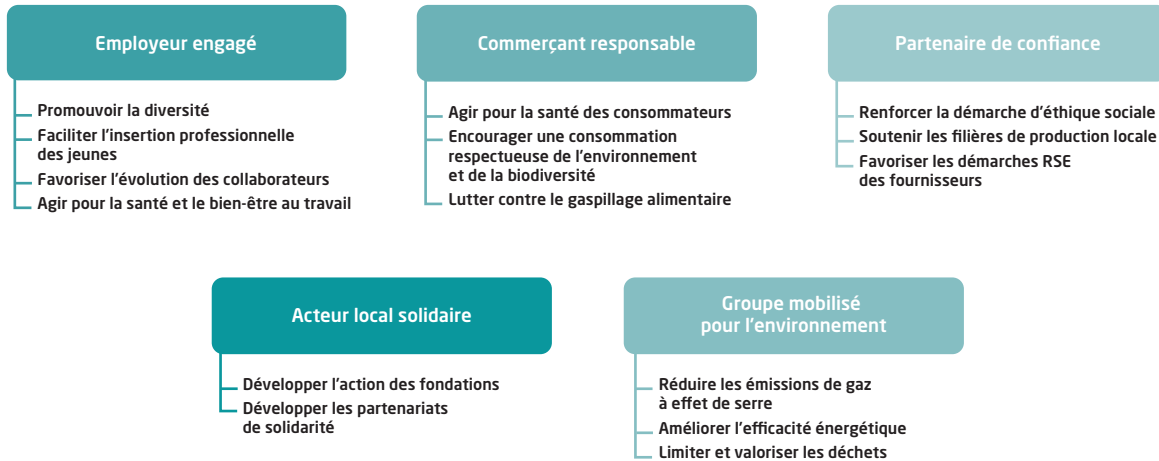 Employeur engagé
Promouvoir la diversité
Faciliter l'insertion professionnelle
des jeunes
Favoriser l'évolution des collaborateurs
Agir pour la santé et le bien-être au travail
Commerçant responsable
Agir pour la santé des consommateurs
Encourager une consommation
respectueuse de l'environnement
et de la biodiversité
Lutter contre le gaspillage alimentaire
Partenaire de confiance
Renforcer la démarche d'éthique sociale
Soutenir les filières de production locale
Favoriser les démarches RSE
des fournisseurs
Acteur local solidaire
Développer l'action des fondations
Développer les partenariats
de solidarité
Groupe mobilisé
pour l'environnement
Réduire les émissions de gaz
à effet de serre
Améliorer l'efficacité énergétique
Limiter et valoriser les déchets